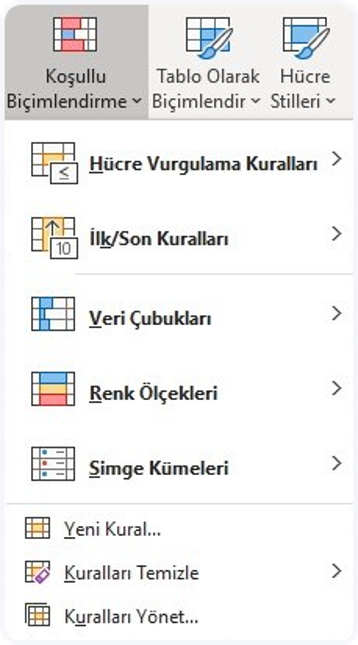 Koşullu Tablo Olarak Hücre
Biçimlendirme Biçimlendir Stilleri
≤
Hücre Vurgulama Kuralları
10
İlk/Son Kuralları
Veri Çubukları
Renk Ölçekleri
Simge Kümeleri
Yeni Kural...
Kuralları Temizle
Kuralları Yönet...